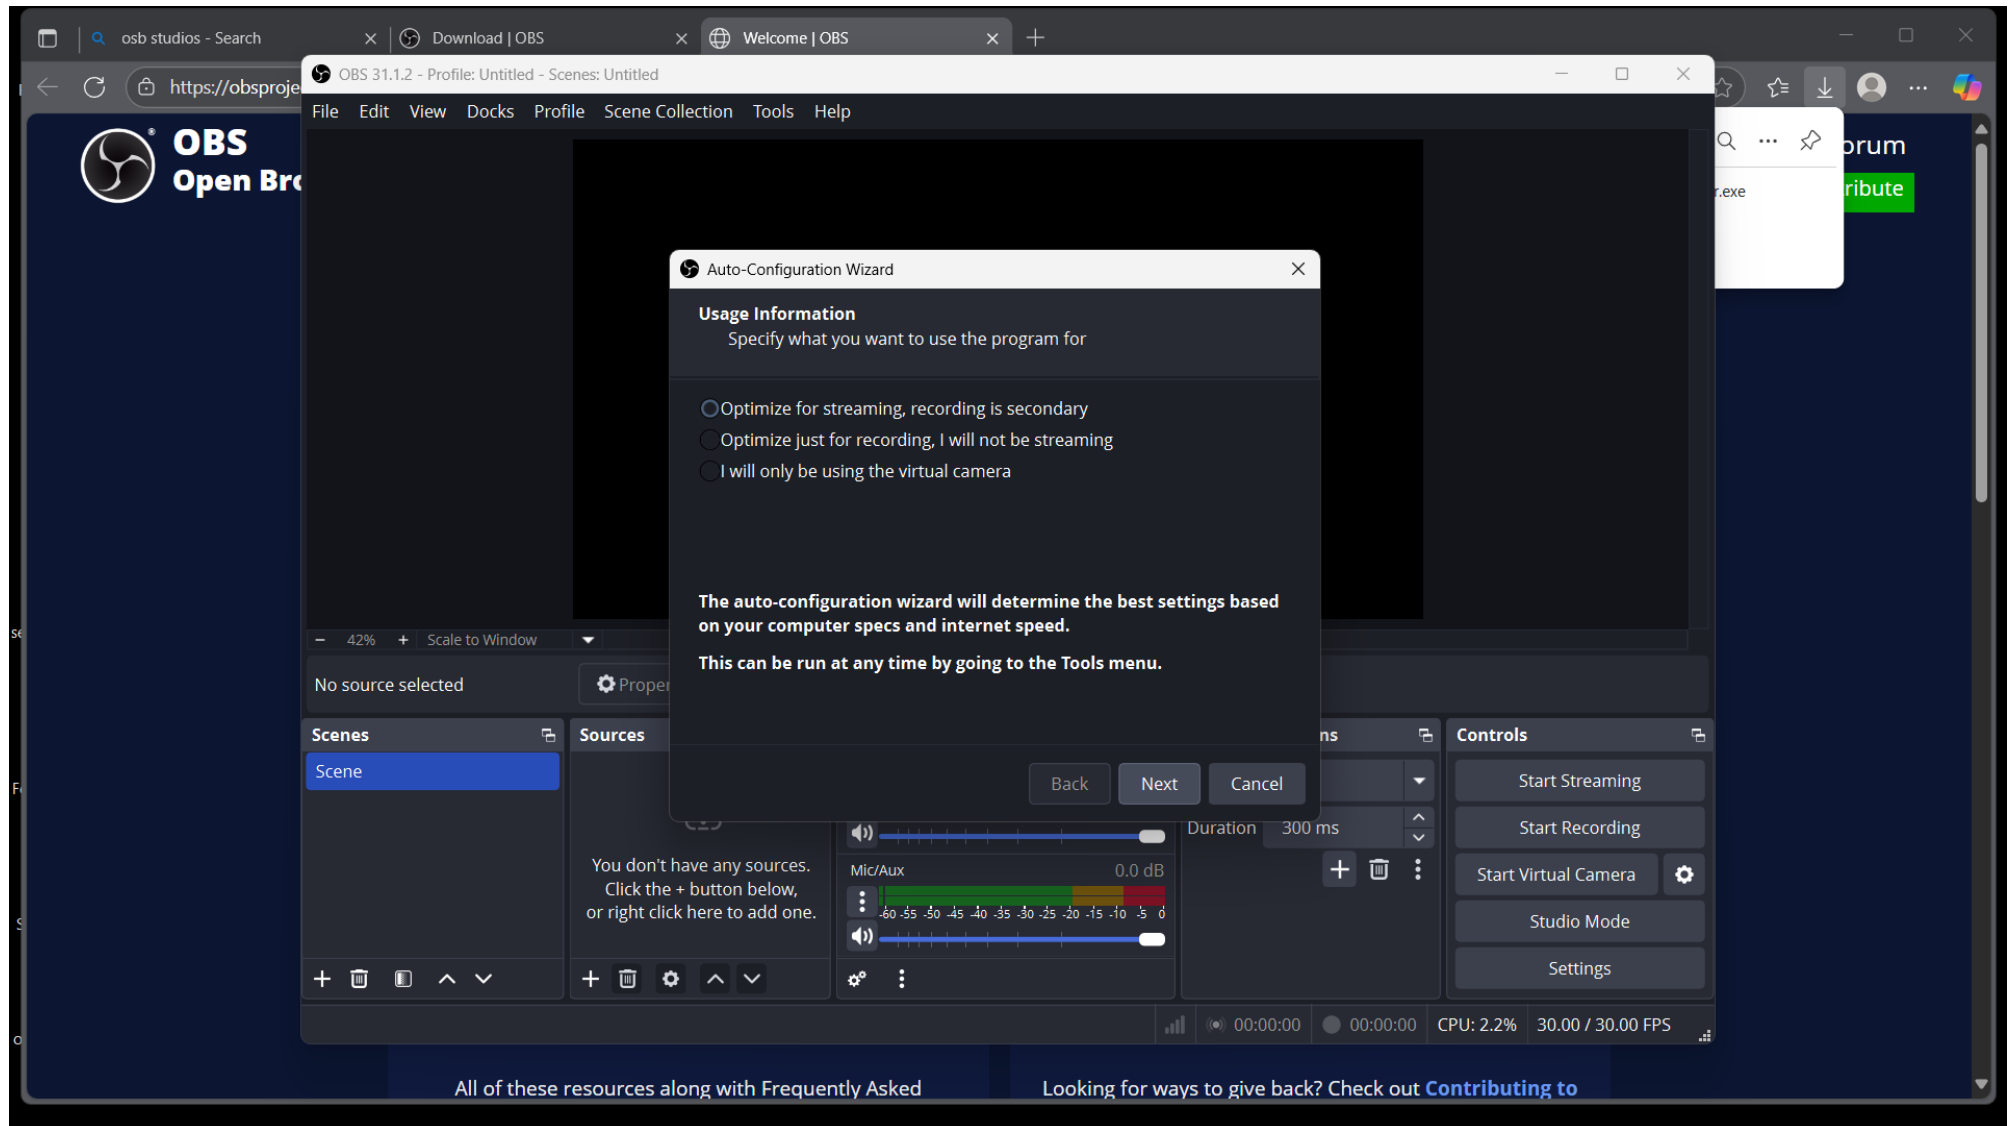 osb studios - Search
Download | OBS
Welcome | OBS
https://obsproje
OBS 31.1.2 - Profile: Untitled - Scenes: Untitled
File Edit View Docks Profile Scene Collection Tools Help
OBS
Open Bro
orum
r.exe
ribute
Auto-Configuration Wizard
Usage Information
Specify what you want to use the program for
Optimize for streaming, recording is secondary
Optimize just for recording, I will not be streaming
I will only be using the virtual camera
The auto-configuration wizard will determine the best settings based
on your computer specs and internet speed.
This can be run at any time by going to the Tools menu.
Back Next Cancel
42% Scale to Window
No source selected
Proper
Scenes
Scene
Sources
You don't have any sources.
Click the + button below,
or right click here to add one.
Mic/Aux 0.0 dB
-60 -55 -50 -45 -40 -35 -30 -25 -20 -15 -10 -5 0
ns
Duration 300 ms
Controls
Start Streaming
Start Recording
Start Virtual Camera
Studio Mode
Settings
00:00:00 00:00:00 CPU: 2.2% 30.00 / 30.00 FPS
All of these resources along with Frequently Asked
Looking for ways to give back? Check out Contributing to